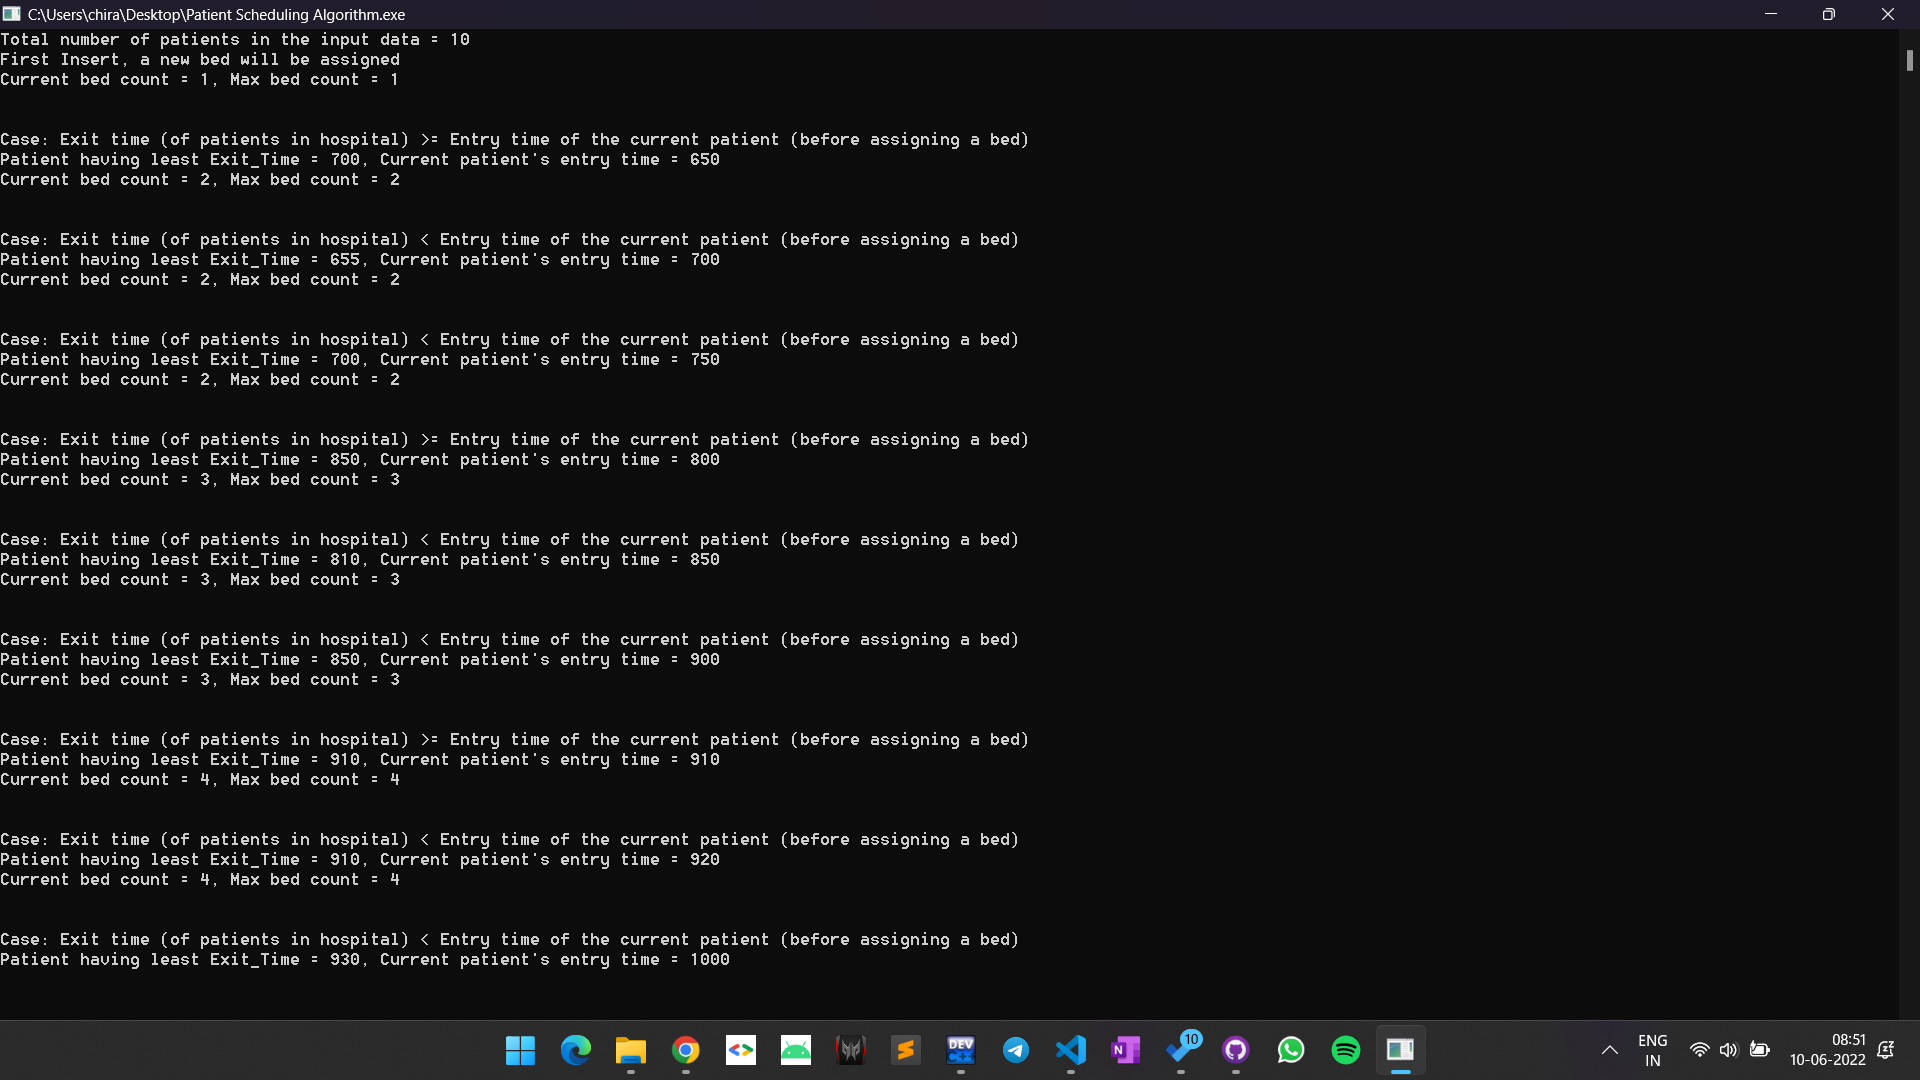 C:\Users\chira\Desktop\Patient Scheduling Algorithm.exe
Total number of patients in the input data = 10
First Insert, a new bed will be assigned
Current bed count = 1, Max bed count = 1
Case: Exit time (of patients in hospital) >= Entry time of the current patient (before assigning a bed)
Patient having least Exit_Time = 700, Current patient's entry time = 650
Current bed count = 2, Max bed count = 2
Case: Exit time (of patients in hospital) < Entry time of the current patient (before assigning a bed)
Patient having least Exit_Time = 655, Current patient's entry time = 700
Current bed count = 2, Max bed count = 2
Case: Exit time (of patients in hospital) < Entry time of the current patient (before assigning a bed)
Patient having least Exit_Time = 700, Current patient's entry time = 750
Current bed count = 2, Max bed count = 2
Case: Exit time (of patients in hospital) >= Entry time of the current patient (before assigning a bed)
Patient having least Exit_Time = 850, Current patient's entry time = 800
Current bed count = 3, Max bed count = 3
Case: Exit time (of patients in hospital) < Entry time of the current patient (before assigning a bed)
Patient having least Exit_Time = 810, Current patient's entry time = 850
Current bed count = 3, Max bed count = 3
Case: Exit time (of patients in hospital) < Entry time of the current patient (before assigning a bed)
Patient having least Exit_Time = 850, Current patient's entry time = 900
Current bed count = 3, Max bed count = 3
Case: Exit time (of patients in hospital) >= Entry time of the current patient (before assigning a bed)
Patient having least Exit_Time = 910, Current patient's entry time = 910
Current bed count = 4, Max bed count = 4
Case: Exit time (of patients in hospital) < Entry time of the current patient (before assigning a bed)
Patient having least Exit_Time = 910, Current patient's entry time = 920
Current bed count = 4, Max bed count = 4
Case: Exit time (of patients in hospital) < Entry time of the current patient (before assigning a bed)
Patient having least Exit_Time = 930, Current patient's entry time = 1000
DEV
C++
N
10
ENG
IN
08:51
10-06-2022